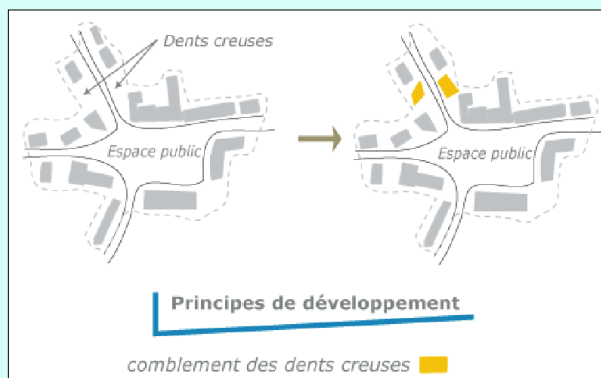 Dents creuses
Espace public
Espace public
Principes de développement
comblement des dents creuses